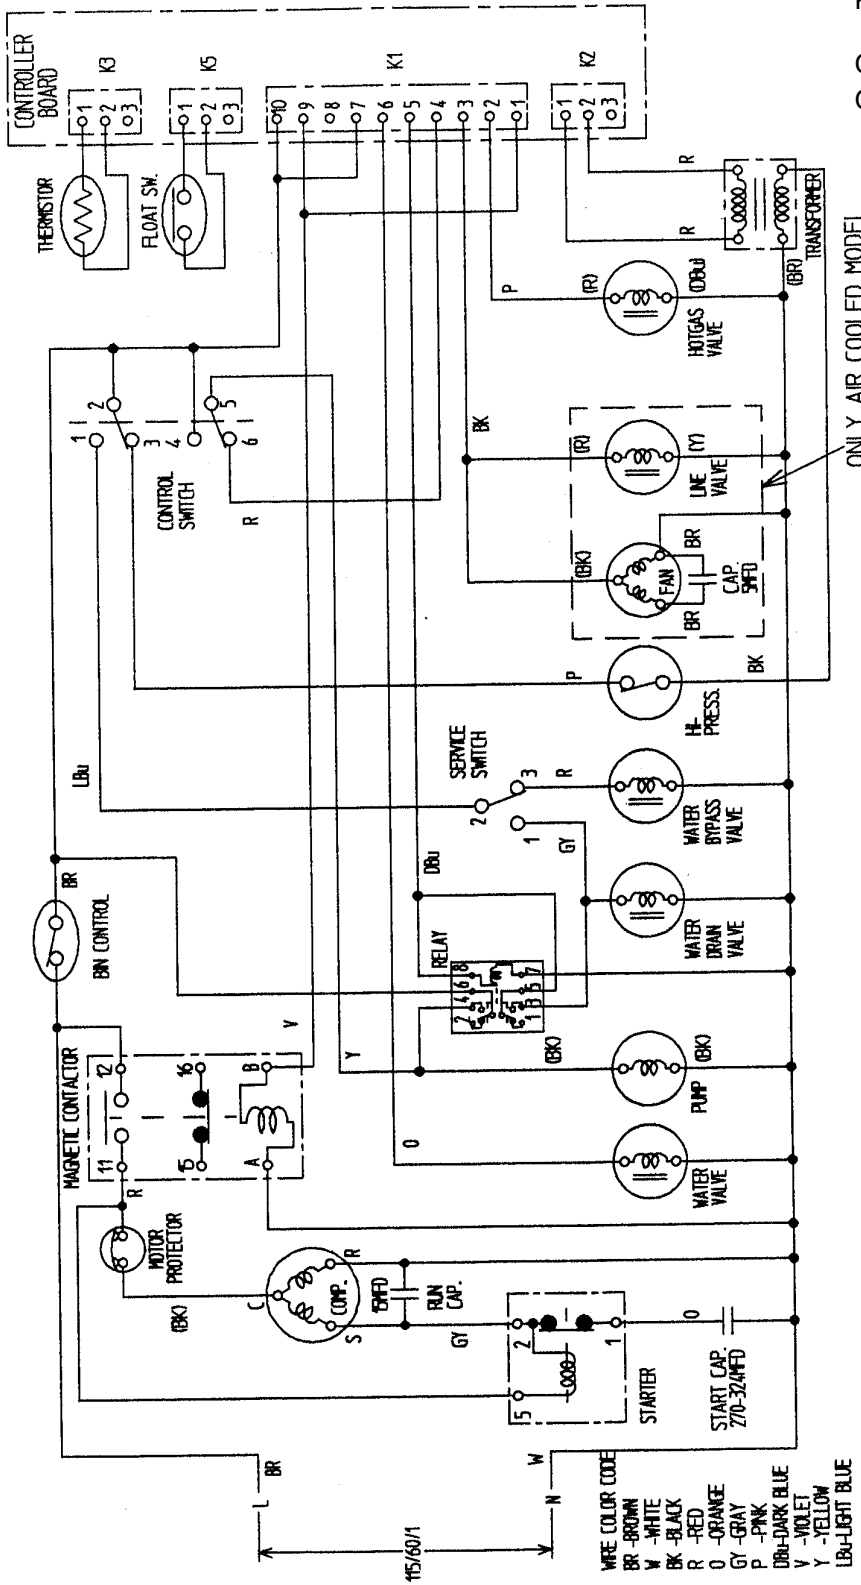 CONTROLLER
BOARD
K3
1
2
3
K5
1
2
3
K1
10
9
8
7
6
5
4
3
2
1
K2
1
2
3
THERMISTOR
FLOAT SW.
R
R
TRANSFORMER
(BR)
P
(R)
(DBu)
HOTGAS
VALVE
BK
(R)
(Y)
LINE
VALVE
(BK)
FAN
BR
BR
CAP.
5MFD
ONLY AIR COOLED MODEL
1
2
3
4
5
6
CONTROL
SWITCH
R
P
BK
HI-
PRESS.
LBu
SERVICE
SWITCH
2
3
1
R
GY
WATER
BYPASS
VALVE
WATER
DRAIN
VALVE
DBu
RELAY
2
4
6
8
1
3
5
7
BR
BIN CONTROL
V
Y
(BK)
(BK)
PUMP
O
WATER
VALVE
MAGNETIC CONTACTOR
12
11
16
15
B
A
R
MOTOR
PROTECTOR
(BK)
C
COMP.
R
S
15MFD
RUN
CAP.
GY
2
1
5
STARTER
O
START CAP.
270-324MFD
L
BR
N
W
115/60/1
WIRE COLOR CODE
BR -BROWN
W -WHITE
BK -BLACK
R -RED
O -ORANGE
GY -GRAY
P -PINK
DBu-DARK BLUE
V -VIOLET
Y -YELLOW
LBu-LIGHT BLUE